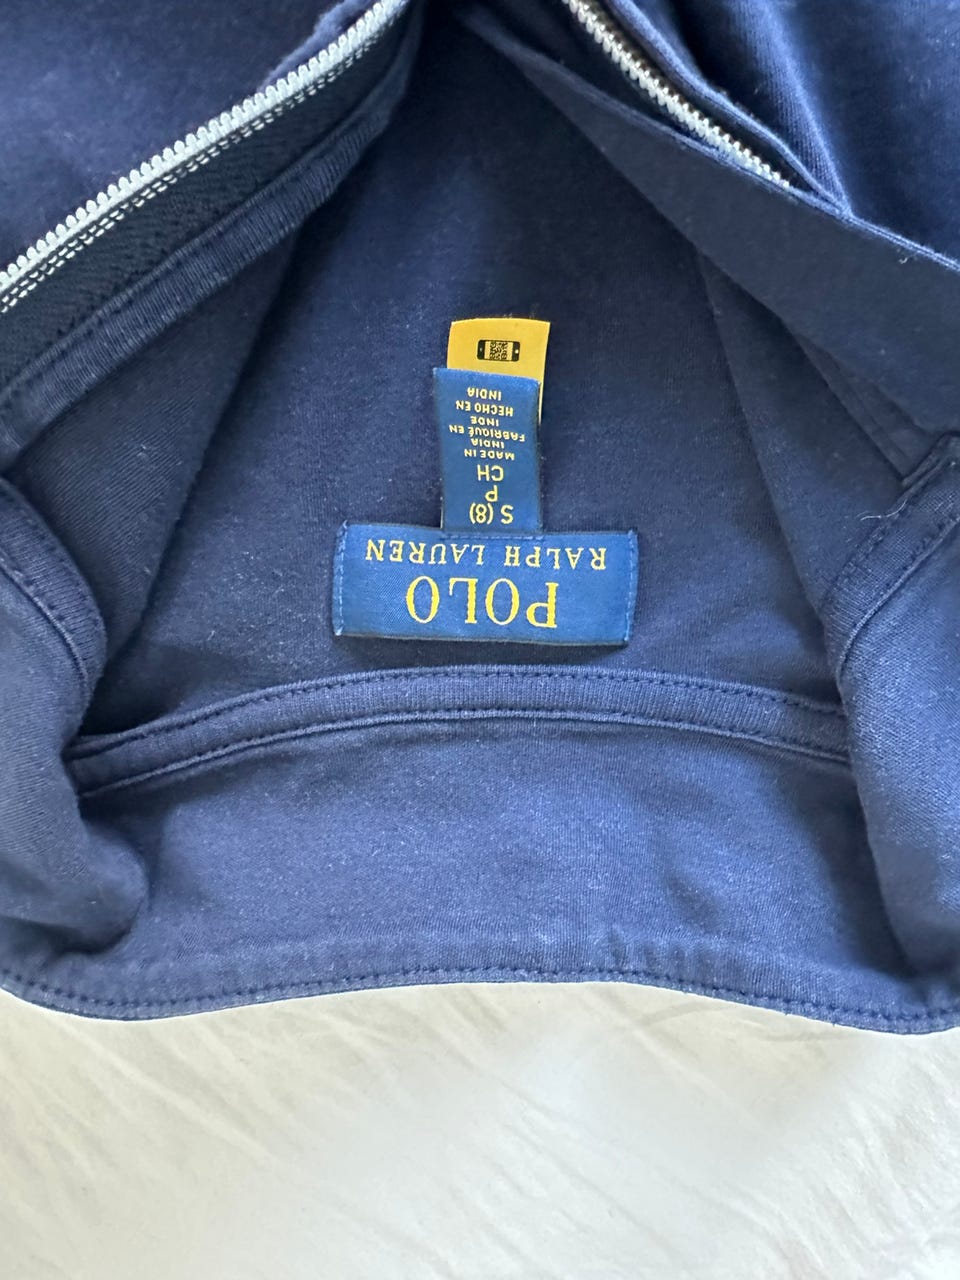 POLO
RALPH LAUREN
S (8)
P
CH
MADE IN
INDIA
FABRIQUÉ EN
INDE
HECHO EN
INDIA